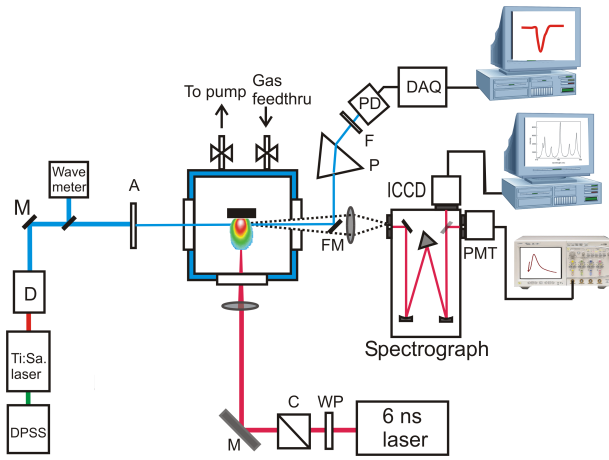 To pump
Gas
feedthru
PD
DAQ
F
P
Wave
meter
A
M
ICCD
FM
PMT
D
Spectrograph
Ti:Sa.
laser
C
WP
6 ns
laser
M
DPSS